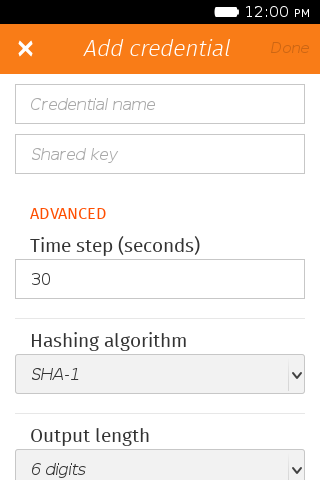 12:00 PM
Add credential Done
Credential name
Shared key
ADVANCED
Time step (seconds)
30
Hashing algorithm
SHA-1
Output length
6 digits